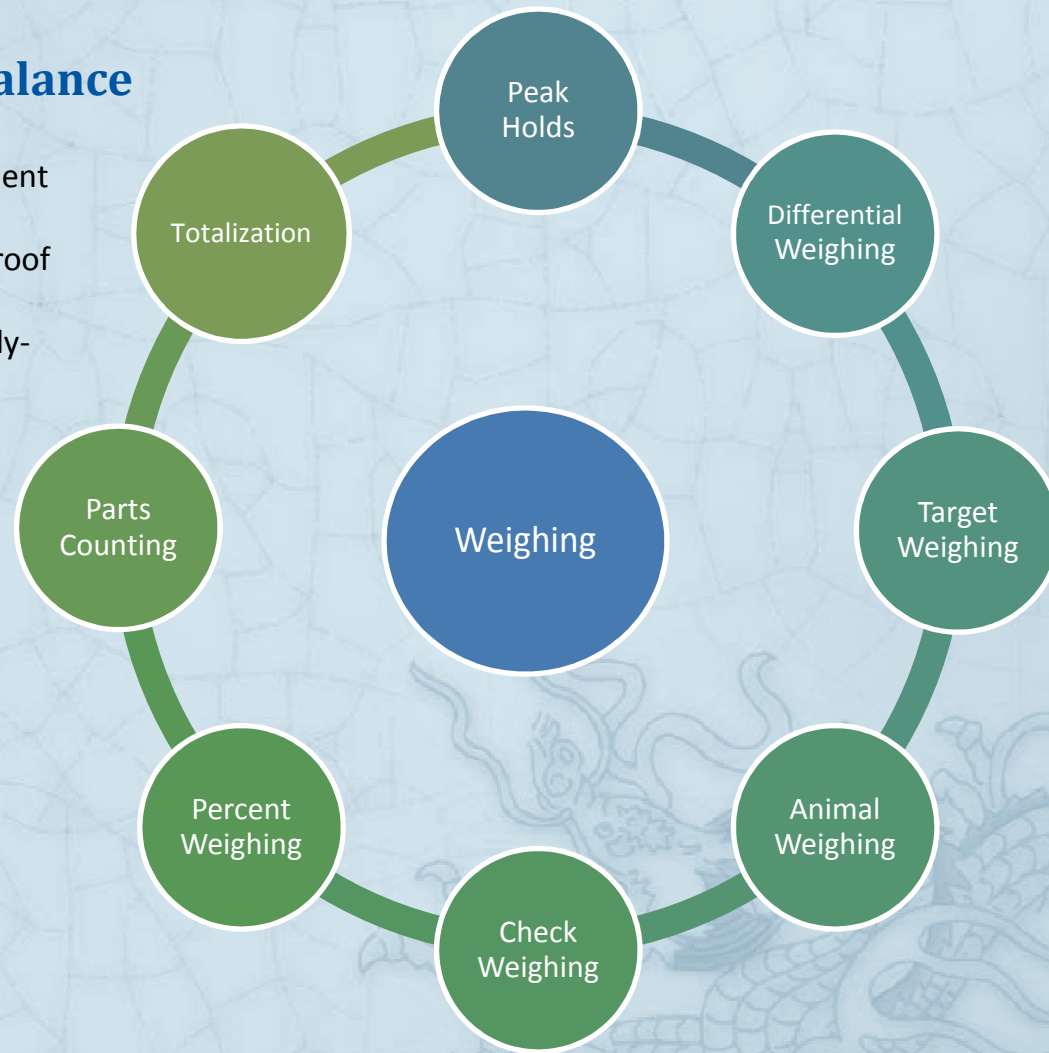 alance
ent
roof
ly-
Peak
Holds
Differential
Weighing
Target
Weighing
Animal
Weighing
Check
Weighing
Percent
Weighing
Parts
Counting
Totalization
Weighing